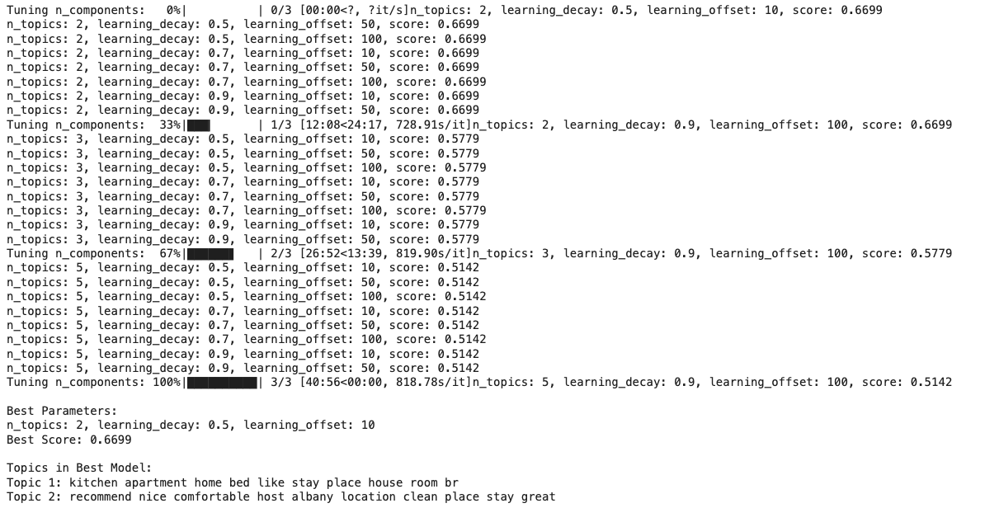 Tuning n_components:   0%|          | 0/3 [00:00<?, ?it/s]n_topics: 2, learning_decay: 0.5, learning_offset: 10, score: 0.6699
n_topics: 2, learning_decay: 0.5, learning_offset: 50, score: 0.6699
n_topics: 2, learning_decay: 0.5, learning_offset: 100, score: 0.6699
n_topics: 2, learning_decay: 0.7, learning_offset: 10, score: 0.6699
n_topics: 2, learning_decay: 0.7, learning_offset: 50, score: 0.6699
n_topics: 2, learning_decay: 0.7, learning_offset: 100, score: 0.6699
n_topics: 2, learning_decay: 0.9, learning_offset: 10, score: 0.6699
n_topics: 2, learning_decay: 0.9, learning_offset: 50, score: 0.6699
Tuning n_components:  33%|███       | 1/3 [12:08<24:17, 728.91s/it]n_topics: 2, learning_decay: 0.9, learning_offset: 100, score: 0.6699
n_topics: 3, learning_decay: 0.5, learning_offset: 10, score: 0.5779
n_topics: 3, learning_decay: 0.5, learning_offset: 50, score: 0.5779
n_topics: 3, learning_decay: 0.5, learning_offset: 100, score: 0.5779
n_topics: 3, learning_decay: 0.7, learning_offset: 10, score: 0.5779
n_topics: 3, learning_decay: 0.7, learning_offset: 50, score: 0.5779
n_topics: 3, learning_decay: 0.7, learning_offset: 100, score: 0.5779
n_topics: 3, learning_decay: 0.9, learning_offset: 10, score: 0.5779
n_topics: 3, learning_decay: 0.9, learning_offset: 50, score: 0.5779
Tuning n_components:  67%|██████▋   | 2/3 [26:52<13:39, 819.90s/it]n_topics: 3, learning_decay: 0.9, learning_offset: 100, score: 0.5779
n_topics: 5, learning_decay: 0.5, learning_offset: 10, score: 0.5142
n_topics: 5, learning_decay: 0.5, learning_offset: 50, score: 0.5142
n_topics: 5, learning_decay: 0.5, learning_offset: 100, score: 0.5142
n_topics: 5, learning_decay: 0.7, learning_offset: 10, score: 0.5142
n_topics: 5, learning_decay: 0.7, learning_offset: 50, score: 0.5142
n_topics: 5, learning_decay: 0.7, learning_offset: 100, score: 0.5142
n_topics: 5, learning_decay: 0.9, learning_offset: 10, score: 0.5142
n_topics: 5, learning_decay: 0.9, learning_offset: 50, score: 0.5142
Tuning n_components: 100%|██████████| 3/3 [40:56<00:00, 818.78s/it]n_topics: 5, learning_decay: 0.9, learning_offset: 100, score: 0.5142

Best Parameters:
n_topics: 2, learning_decay: 0.5, learning_offset: 10
Best Score: 0.6699

Topics in Best Model:
Topic 1: kitchen apartment home bed like stay place house room br
Topic 2: recommend nice comfortable host albany location clean place stay great